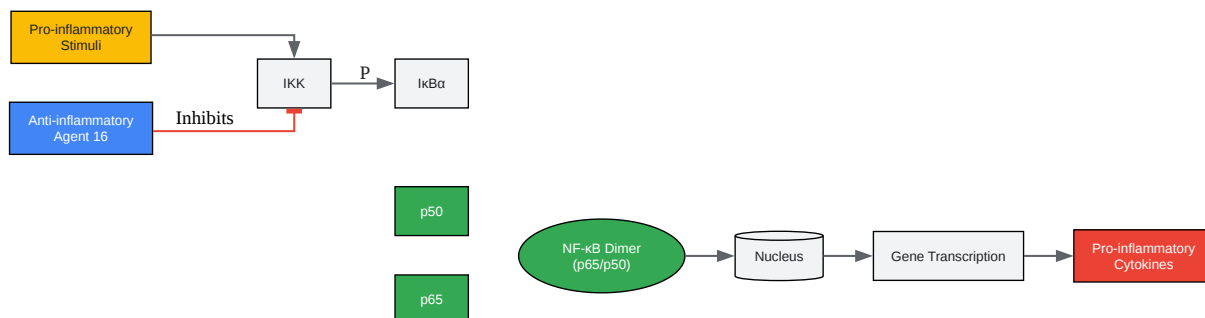 Pro-inflammatory
Stimuli
IKK
P
IκBα
Anti-inflammatory
Agent 16
Inhibits
p50
NF-κB Dimer
(p65/p50)
Nucleus
Gene Transcription
Pro-inflammatory
Cytokines
p65